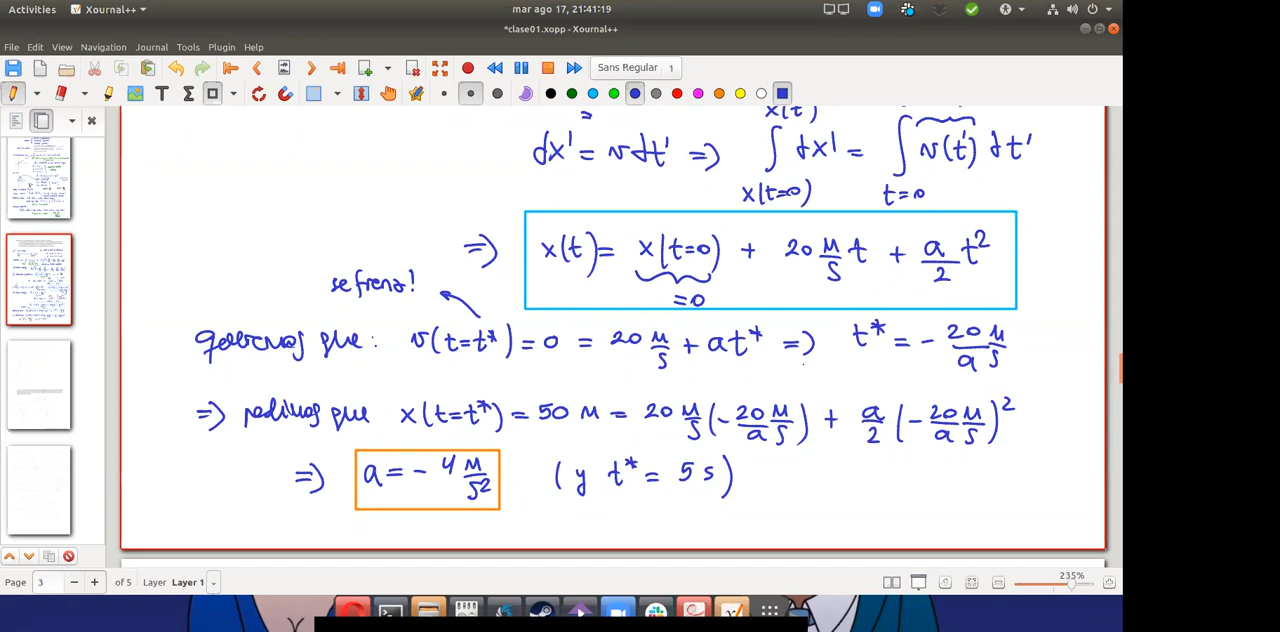 Activities Xournal++ mar ago 17, 21:41:19
*clase01.xopp - Xournal++
File Edit View Navigation Journal Tools Plugin Help
Sans Regular 1
x(t)
dx' = v dt' => ∫ dx' = ∫ v(t') dt'
x(t=0) t=0
=> x(t) = x(t=0) + 20 m/s t + a/2 t²
=0
se frena!
queremos que: v(t=t*) = 0 = 20 m/s + at* => t* = - 20/a m/s
=> pedimos que x(t=t*) = 50 m = 20 m/s (- 20/a m/s) + a/2 (- 20/a m/s)²
=> a = - 4 m/s² (y t* = 5 s)
Page 3 of 5 Layer Layer 1 235%